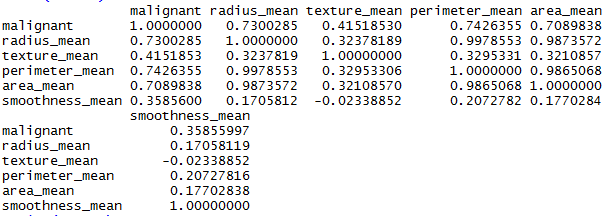 malignant radius_mean texture_mean perimeter_mean area_mean
malignant 1.0000000 0.7300285 0.41518530 0.7426355 0.7089838
radius_mean 0.7300285 1.0000000 0.32378189 0.9978553 0.9873572
texture_mean 0.4151853 0.3237819 1.00000000 0.3295331 0.3210857
perimeter_mean 0.7426355 0.9978553 0.32953306 1.0000000 0.9865068
area_mean 0.7089838 0.9873572 0.32108570 0.9865068 1.0000000
smoothness_mean 0.3585600 0.1705812 -0.02338852 0.2072782 0.1770284
smoothness_mean
malignant 0.35855997
radius_mean 0.17058119
texture_mean -0.02338852
perimeter_mean 0.20727816
area_mean 0.17702838
smoothness_mean 1.00000000